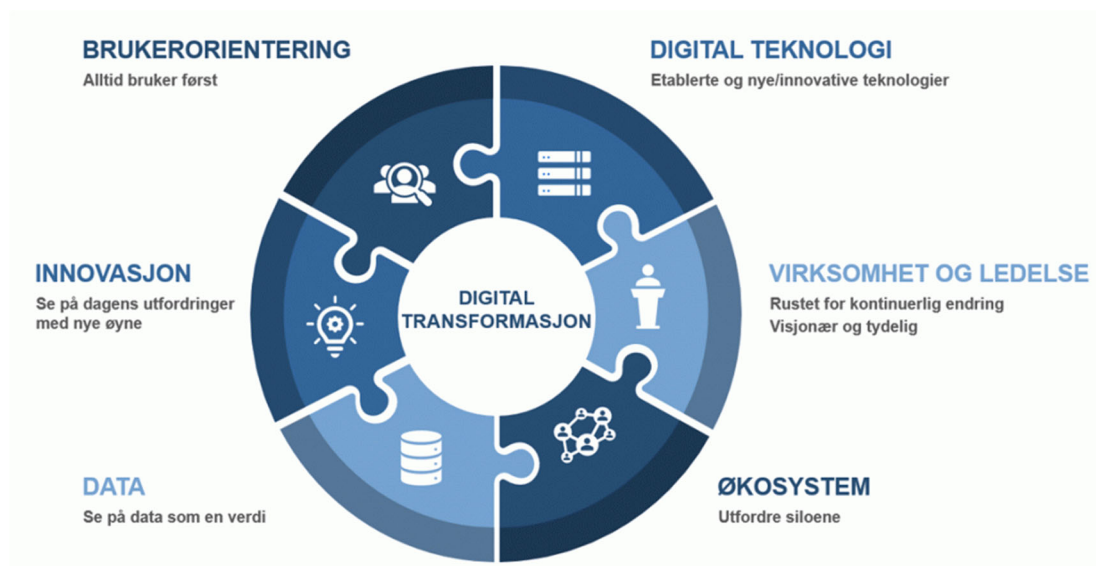 BRUKERORIENTERING
Alltid bruker først
DIGITAL TEKNOLOGI
Etablerte og nye/innovative teknologier
INNOVASJON
Se på dagens utfordringer
med nye øyne
DIGITAL
TRANSFORMASJON
VIRKSOMHET OG LEDELSE
Rustet for kontinuerlig endring
Visjonær og tydelig
DATA
Se på data som en verdi
ØKOSYSTEM
Utfordre siloene